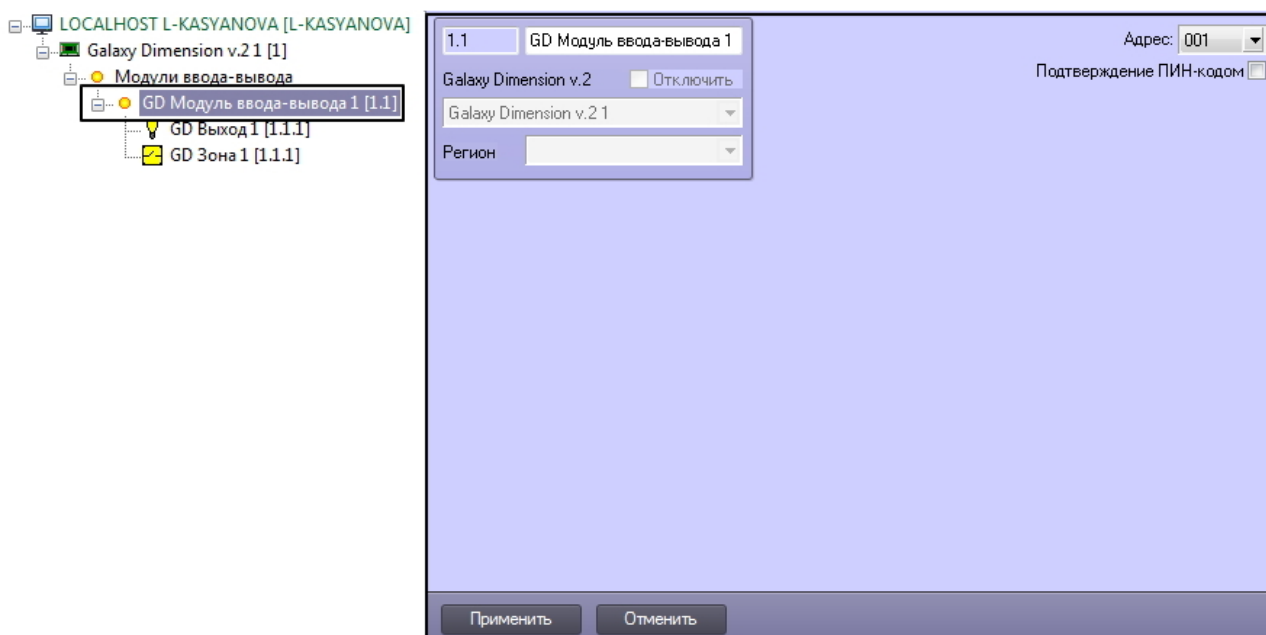 LOCALHOST L-KASYANOVA [L-KASYANOVA]
Galaxy Dimension v.2 1 [1]
Модули ввода-вывода
GD Модуль ввода-вывода 1 [1.1]
GD Выход 1 [1.1.1]
GD Зона 1 [1.1.1]
1.1 GD Модуль ввода-вывода 1
Galaxy Dimension v.2 Отключить
Galaxy Dimension v.2 1
Регион
Адрес: 001
Подтверждение ПИН-кодом
Применить Отменить